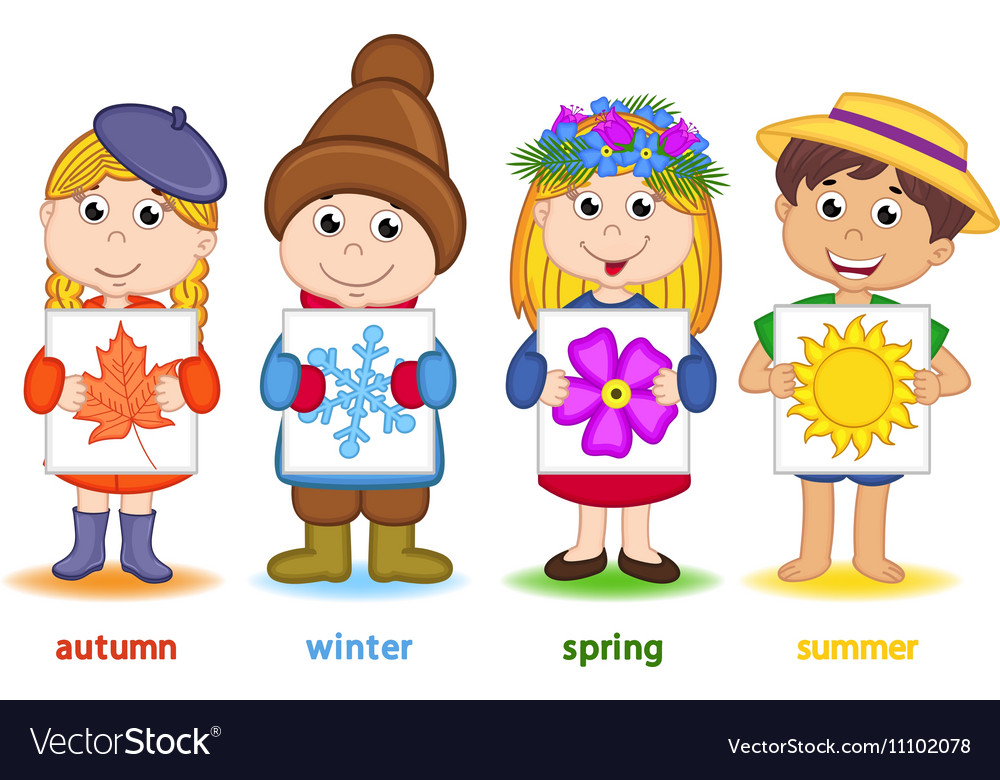 autumn
winter
spring
summer
VectorStock®
VectorStock.com/11102078